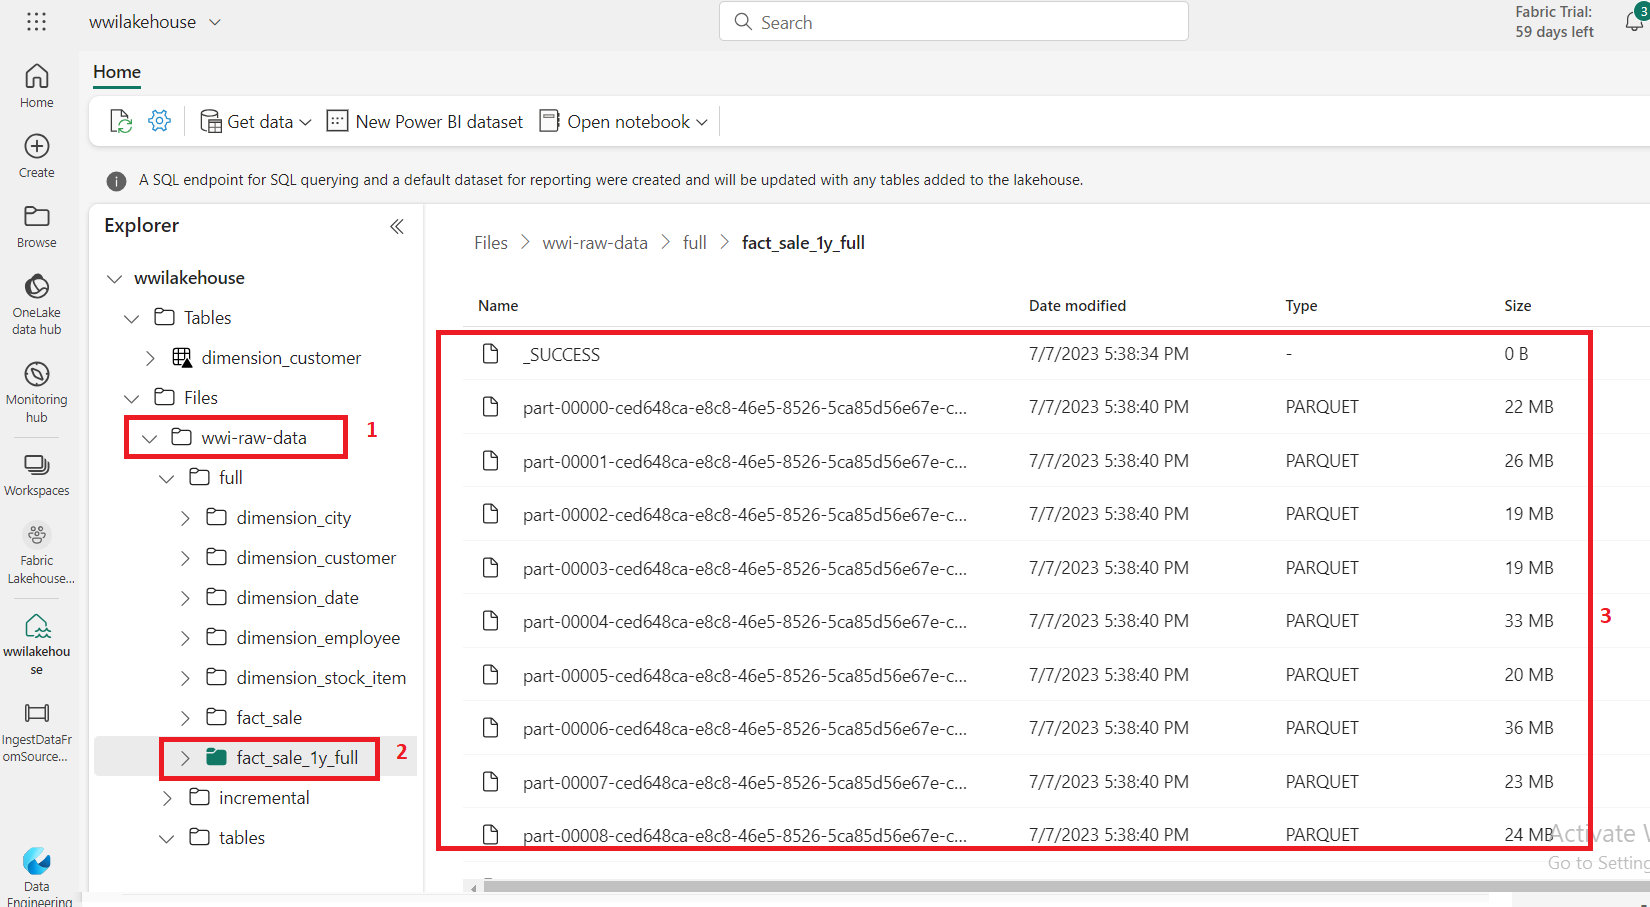 wwilakehouse
Search
Fabric Trial:
59 days left
3
Home
Home
Get data
New Power BI dataset
Open notebook
Create
A SQL endpoint for SQL querying and a default dataset for reporting were created and will be updated with any tables added to the lakehouse.
Browse
OneLake
data hub
Monitoring
hub
Workspaces
Fabric
Lakehouse...
wwilakehou
se
IngestDataFr
omSource...
Data
Engineering
Explorer
wwilakehouse
Tables
dimension_customer
Files
wwi-raw-data
1
full
dimension_city
dimension_customer
dimension_date
dimension_employee
dimension_stock_item
fact_sale
fact_sale_1y_full
2
incremental
tables
Files > wwi-raw-data > full > fact_sale_1y_full
Name Date modified Type Size
_SUCCESS 7/7/2023 5:38:34 PM - 0 B
part-00000-ced648ca-e8c8-46e5-8526-5ca85d56e67e-c... 7/7/2023 5:38:40 PM PARQUET 22 MB
part-00001-ced648ca-e8c8-46e5-8526-5ca85d56e67e-c... 7/7/2023 5:38:40 PM PARQUET 26 MB
part-00002-ced648ca-e8c8-46e5-8526-5ca85d56e67e-c... 7/7/2023 5:38:40 PM PARQUET 19 MB
part-00003-ced648ca-e8c8-46e5-8526-5ca85d56e67e-c... 7/7/2023 5:38:40 PM PARQUET 19 MB
part-00004-ced648ca-e8c8-46e5-8526-5ca85d56e67e-c... 7/7/2023 5:38:40 PM PARQUET 33 MB
3
part-00005-ced648ca-e8c8-46e5-8526-5ca85d56e67e-c... 7/7/2023 5:38:40 PM PARQUET 20 MB
part-00006-ced648ca-e8c8-46e5-8526-5ca85d56e67e-c... 7/7/2023 5:38:40 PM PARQUET 36 MB
part-00007-ced648ca-e8c8-46e5-8526-5ca85d56e67e-c... 7/7/2023 5:38:40 PM PARQUET 23 MB
part-00008-ced648ca-e8c8-46e5-8526-5ca85d56e67e-c... 7/7/2023 5:38:40 PM PARQUET 24 MB
Activate
Go to Setting